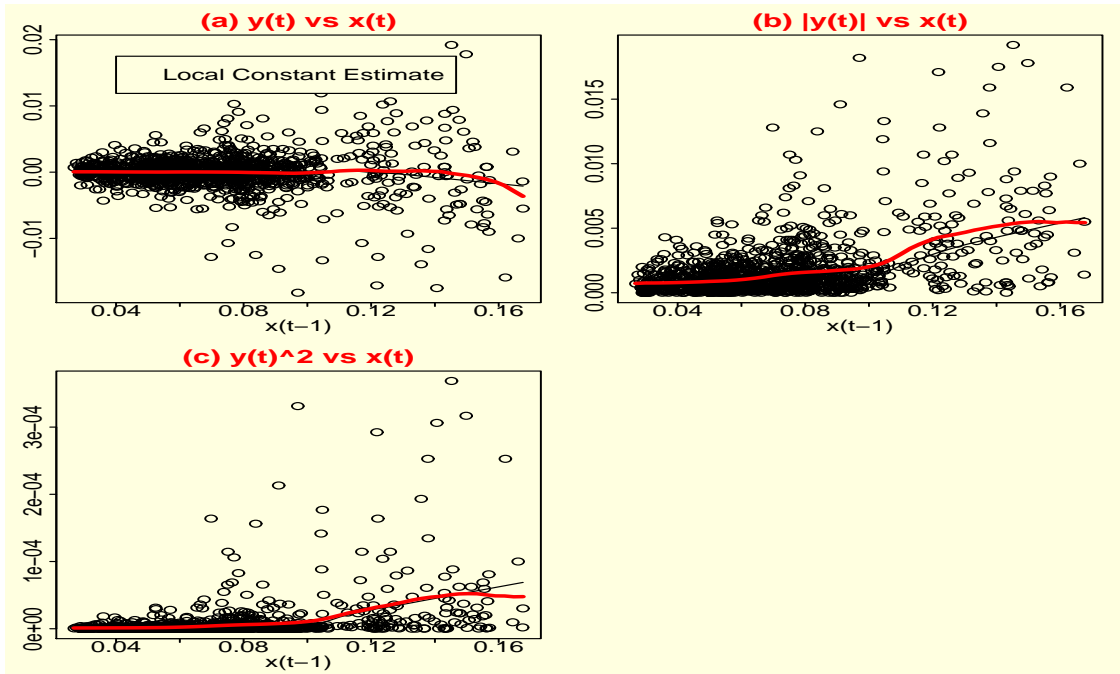 (a) y(t) vs x(t)
0.02
0.01
0.00
−0.01
Local Constant Estimate
0.04
0.08
0.12
0.16
x(t−1)
(b) |y(t)| vs x(t)
0.015
0.010
0.005
0.000
0.04
0.08
0.12
0.16
x(t−1)
(c) y(t)^2 vs x(t)
3e−04
2e−04
1e−04
0e+00
0.04
0.08
0.12
0.16
x(t−1)